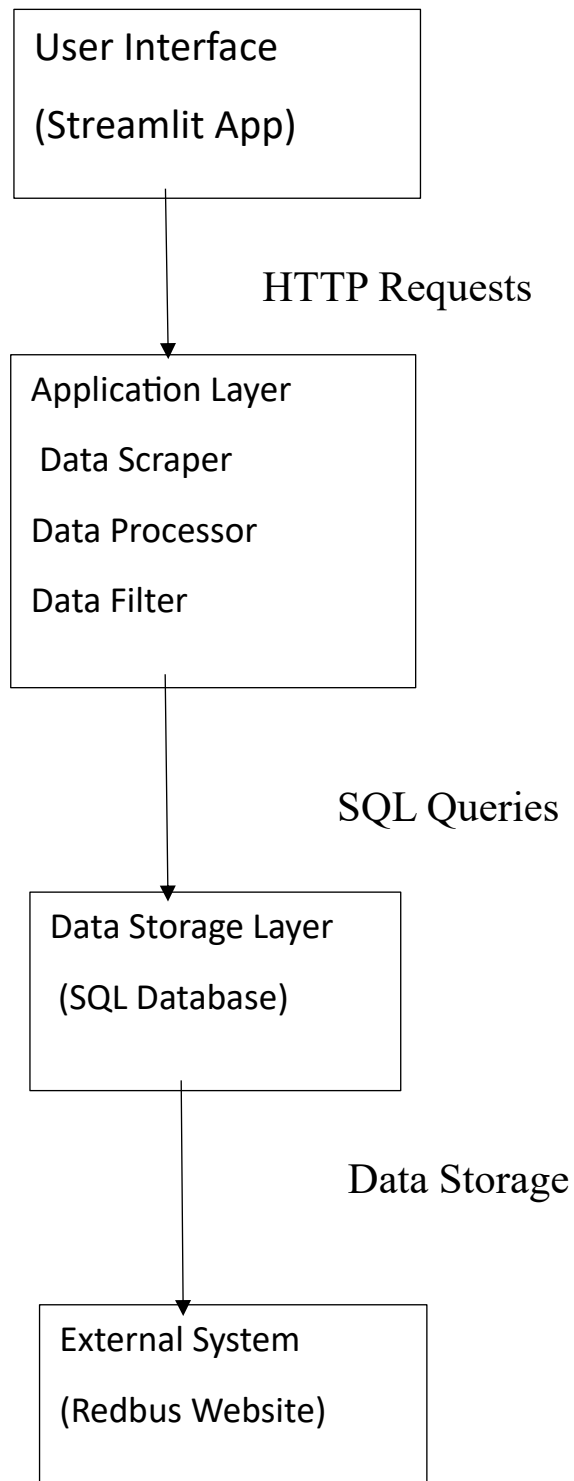 User Interface
(Streamlit App)
HTTP Requests
Application Layer
Data Scraper
Data Processor
Data Filter
SQL Queries
Data Storage Layer
(SQL Database)
Data Storage
External System
(Redbus Website)